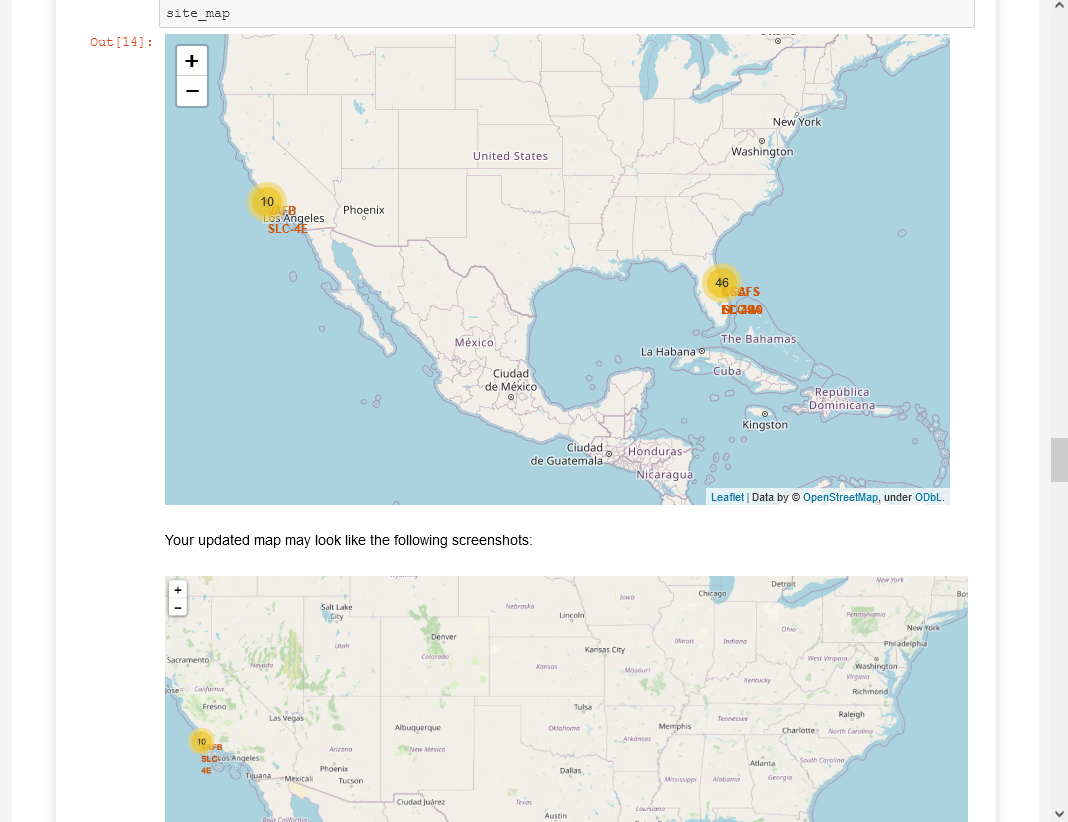 site_map
Out[14]:
+
−
Ottawa
New York
Washington
United States
10
VAFB
Los Angeles
SLC-4E
Phoenix
46
México
La Habana
The Bahamas
Cuba
Ciudad
de México
República
Dominicana
Kingston
Ciudad
de Guatemala
Honduras
Nicaragua
Leaflet | Data by © OpenStreetMap, under ODbL.
Your updated map may look like the following screenshots:
+
−
Wyoming
Iowa
Chicago
Detroit
New York
Bos
Salt Lake
City
Nebraska
Lincoln
Pennsylvania
Denver
Utah
Colorado
Kansas City
Illinois
Indiana
Ohio
New York
Philadelphia
Sacramento
Nevada
Kansas
Missouri
West Virginia
Washington
Jose
California
Fresno
Kentucky
Virginia
Richmond
Las Vegas
Tulsa
Raleigh
Albuquerque
Oklahoma
Memphis
Tennessee
Charlotte
North Carolina
10
VAFB
SLC-
4E
Los Angeles
Arizona
New Mexico
Arkansas
Atlanta
South Carolina
Tijuana
Mexicali
Phoenix
Tucson
Dallas
Mississippi
Alabama
Georgia
Ciudad Juárez
Texas
Louisiana
Baja California
Austin